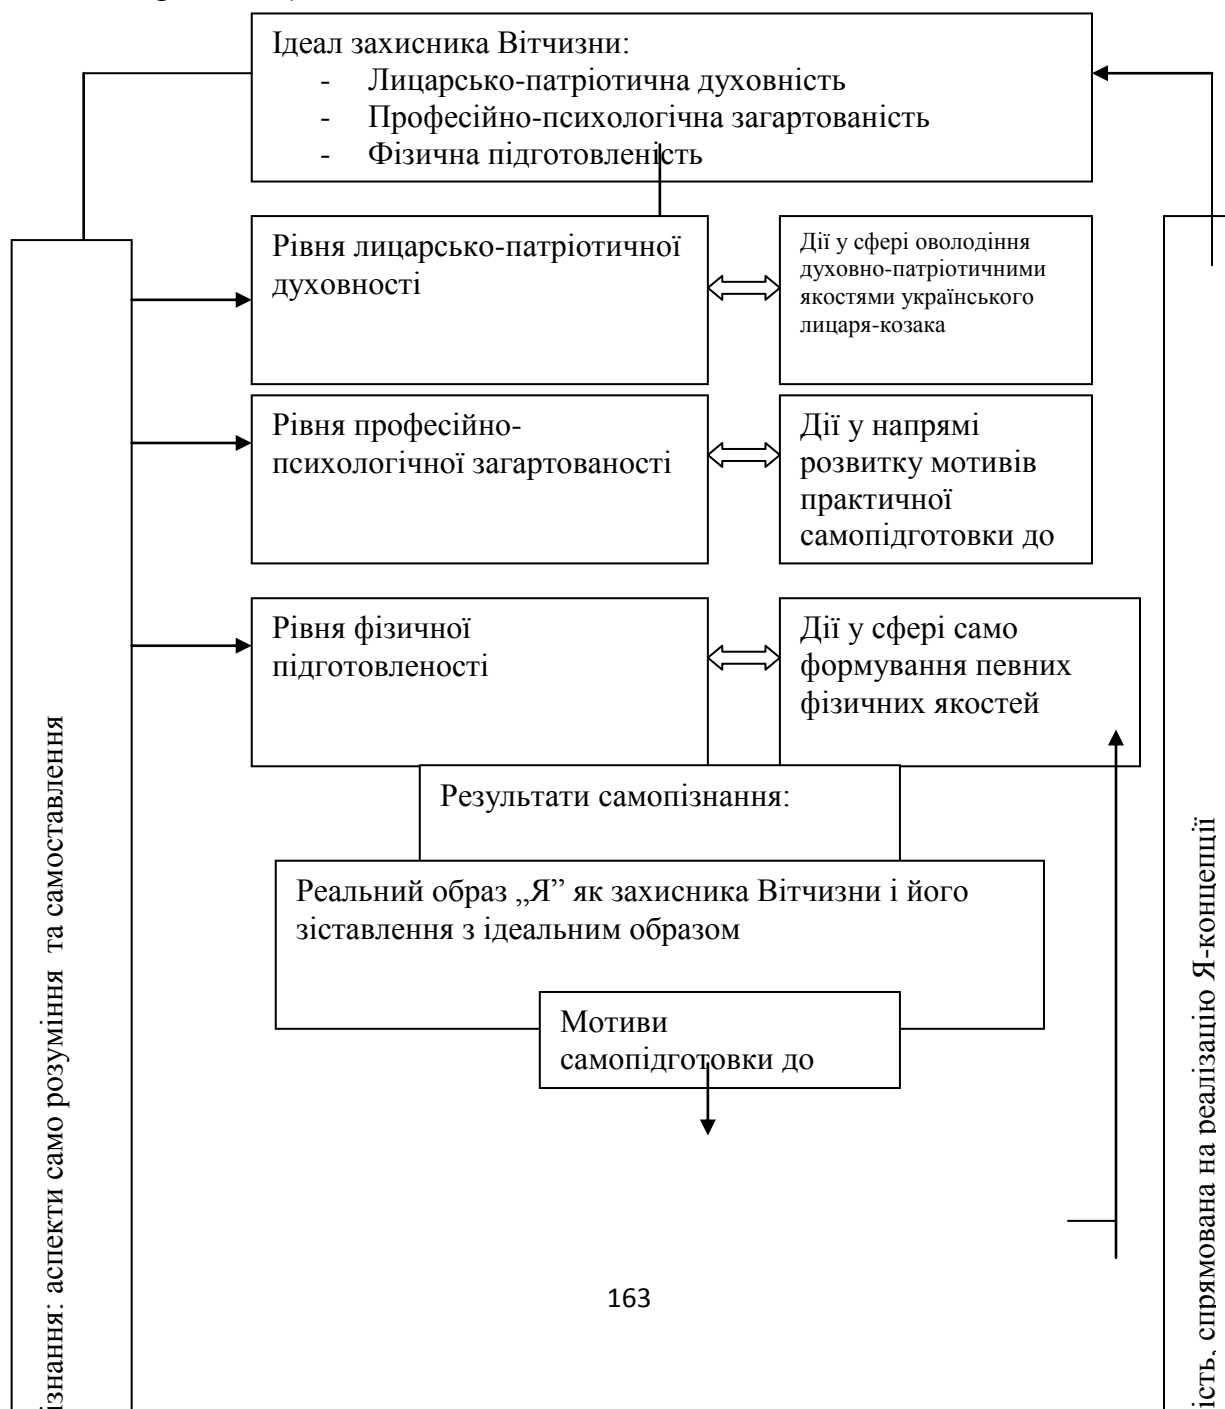 Ідеал захисника Вітчизни:
- Лицарсько-патріотична духовність
- Професійно-психологічна загартованість
- Фізична підготовленість
Рівня лицарсько-патріотичної
духовності
Дії у сфері оволодіння
духовно-патріотичними
якостями українського
лицаря-козака
Рівня професійно-
психологічної загартованості
Дії у напрямі
розвитку мотивів
практичної
самопідготовки до
Рівня фізичної
підготовленості
Дії у сфері само
формування певних
фізичних якостей
Результати самопізнання:
Реальний образ „Я” як захисника Вітчизни і його
зіставлення з ідеальним образом
Мотиви
самопідготовки до
ізнання: аспекти само розуміння та самоставлення
ість, спрямована на реалізацію Я-концепції
163